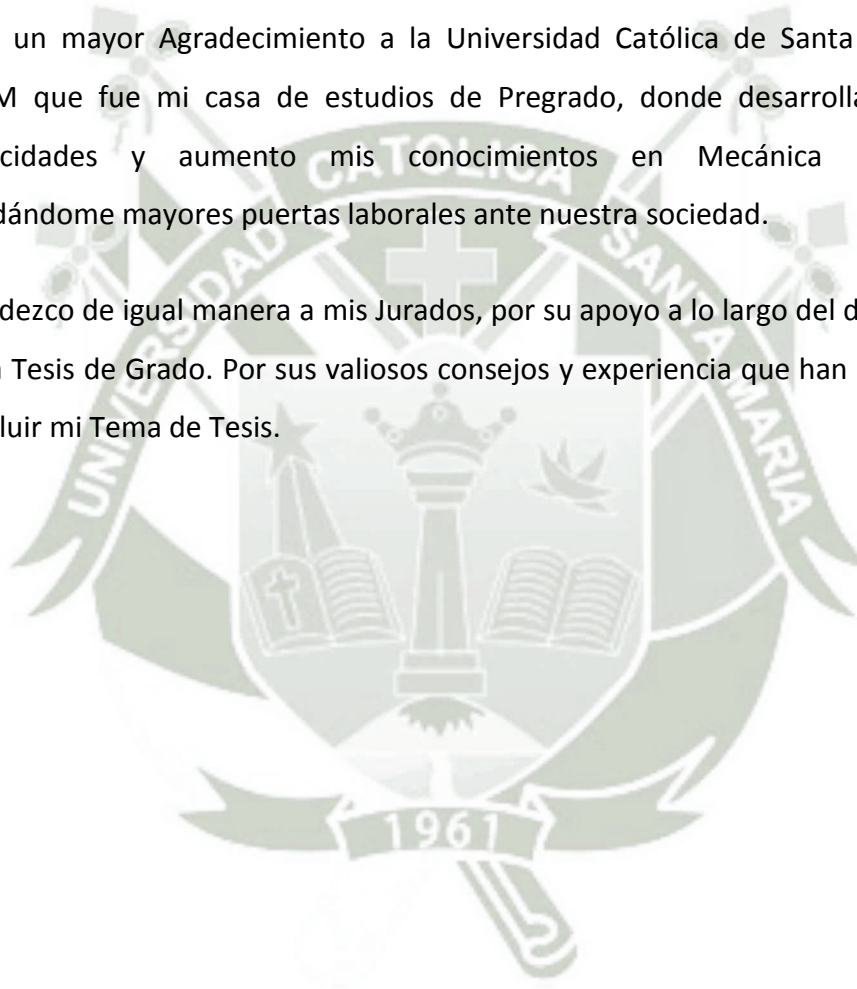 un mayor Agradecimiento a la Universidad Católica de Santa
M que fue mi casa de estudios de Pregrado, donde
cidades y aumento mis conocimientos en Mecánica
dándome mayores puertas laborales ante nuestra sociedad.
dezco de igual manera a mis Jurados, por su apoyo a lo largo del
Tesis de Grado. Por sus valiosos consejos y experiencia que han
luir mi Tema de Tesis.
UNIVERSIDAD CATOLICA SANTA MARIA
1961